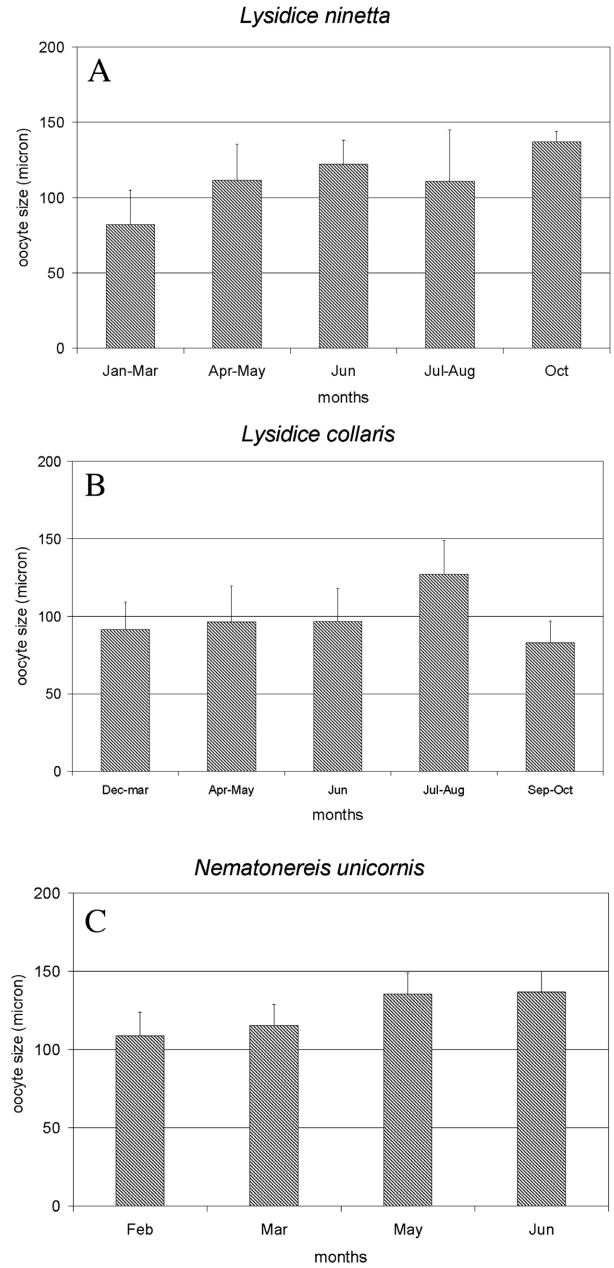 Lysidice ninetta
A
200
150
100
50
0
oocyte size (micron)
Jan-Mar Apr-May Jun Jul-Aug Oct
months
Lysidice collaris
B
200
150
100
50
0
oocyte size (micron)
Dec-mar Apr-May Jun Jul-Aug Sep-Oct
months
Nematonereis unicornis
C
200
150
100
50
0
oocyte size (micron)
Feb Mar May Jun
months